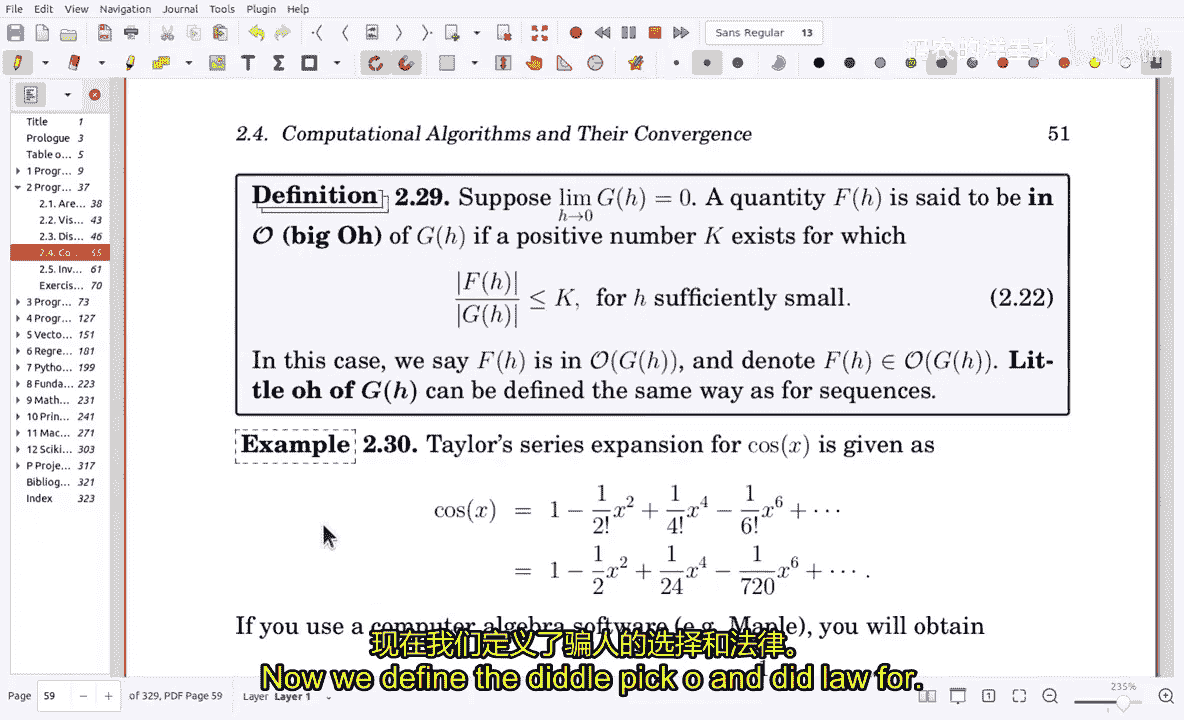 File Edit View Navigation Journal Tools Plugin Help
Sans Regular 13
Title 1
Prologue 3
Table o... 5
1 Progr... 9
2 Progr... 37
2.1. Are... 38
2.2. Vis... 43
2.3. Dis... 46
2.4. Co...
2.5. Inv... 61
Exercis... 70
3 Progr... 73
4 Progr... 127
5 Vecto... 151
6 Regre... 181
7 Pytho... 199
8 Funda... 223
9 Math... 231
10 Prin... 241
11 Mac... 271
12 Sciki... 303
P Proje... 317
Bibliog... 321
Index 323
2.4. Computational Algorithms and Their Convergence 51
Definition 2.29. Suppose lim h→0 G(h) = 0. A quantity F(h) is said to be in
O (big Oh) of G(h) if a positive number K exists for which
|F(h)| / |G(h)| ≤ K, for h sufficiently small. (2.22)
In this case, we say F(h) is in O(G(h)), and denote F(h) ∈ O(G(h)). Lit-
tle oh of G(h) can be defined the same way as for sequences.
Example 2.30. Taylor's series expansion for cos(x) is given as
cos(x) = 1 − 1/2! x² + 1/4! x⁴ − 1/6! x⁶ + ···
= 1 − 1/2 x² + 1/24 x⁴ − 1/720 x⁶ + ··· .
If you use a computer algebra software (e.g. Maple), you will obtain
现在我们定义了骗人的选择和法律。
Now we define the diddle pick o and did law for.
Page 59 of 329, PDF Page 59 Layer Layer 1 235%